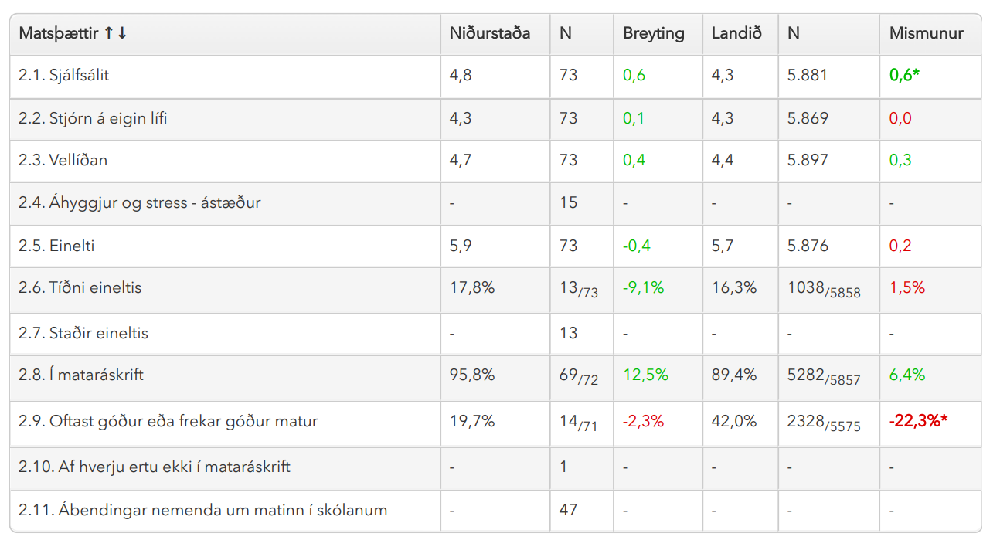 Matsþættir ↑↓ Niðurstaða N Breyting Landið N Mismunur
2.1. Sjálfsálit 4,8 73 0,6 4,3 5.881 0,6*
2.2. Stjórn á eigin lífi 4,3 73 0,1 4,3 5.869 0,0
2.3. Vellíðan 4,7 73 0,4 4,4 5.897 0,3
2.4. Áhyggjur og stress - ástæður - 15 - - - -
2.5. Einelti 5,9 73 -0,4 5,7 5.876 0,2
2.6. Tíðni eineltis 17,8% 13/73 -9,1% 16,3% 1038/5858 1,5%
2.7. Staðir eineltis - 13 - - - -
2.8. Í mataráskrift 95,8% 69/72 12,5% 89,4% 5282/5857 6,4%
2.9. Oftast góður eða frekar góður matur 19,7% 14/71 -2,3% 42,0% 2328/5575 -22,3%*
2.10. Af hverju ertu ekki í mataráskrift - 1 - - - -
2.11. Ábendingar nemenda um matinn í skólanum - 47 - - - -